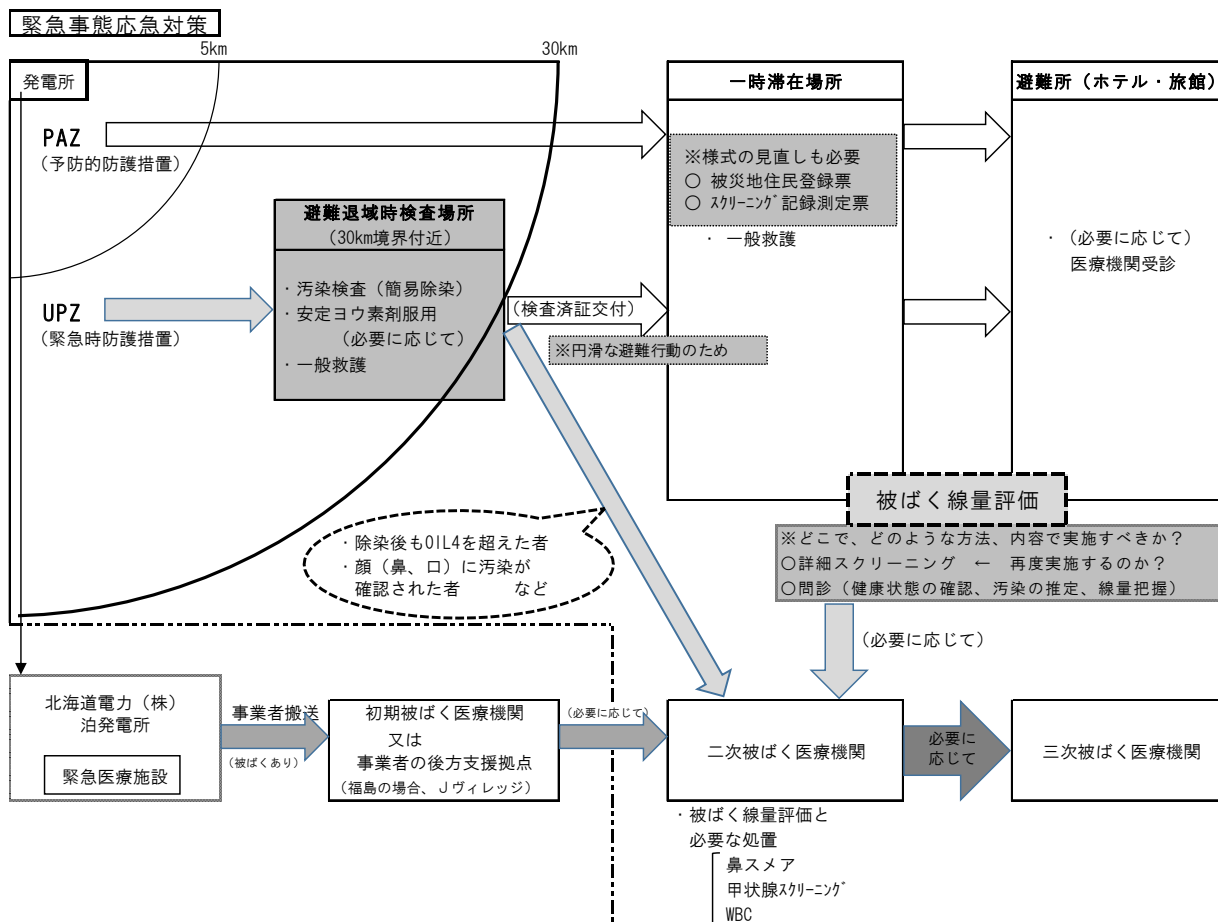 緊急事態応急対策
5km
30km
発電所
PAZ
(予防的防護措置)
避難退域時検査場所
(30km境界付近)
・汚染検査(簡易除染)
・安定ヨウ素剤服用
(必要に応じて)
・一般救護
UPZ
(緊急時防護措置)
(検査済証交付)
※円滑な避難行動のため
一時滞在場所
※様式の見直しも必要
○ 被災地住民登録票
○ スクリーニング記録測定票
・ 一般救護
避難所(ホテル・旅館)
・ (必要に応じて)
医療機関受診
被ばく線量評価
※どこで、どのような方法、内容で実施すべきか?
○詳細スクリーニング ← 再度実施するのか?
○問診(健康状態の確認、汚染の推定、線量把握)
(必要に応じて)
・除染後もOIL4を超えた者
・顔(鼻、口)に汚染が
確認された者 など
北海道電力(株)
泊発電所
緊急医療施設
事業者搬送
(被ばくあり)
初期被ばく医療機関
又は
事業者の後方支援拠点
(福島の場合、Jヴィレッジ)
(必要に応じて)
二次被ばく医療機関
必要に
応じて
三次被ばく医療機関
・被ばく線量評価と
必要な処置
鼻スメア
甲状腺スクリーニング
WBC